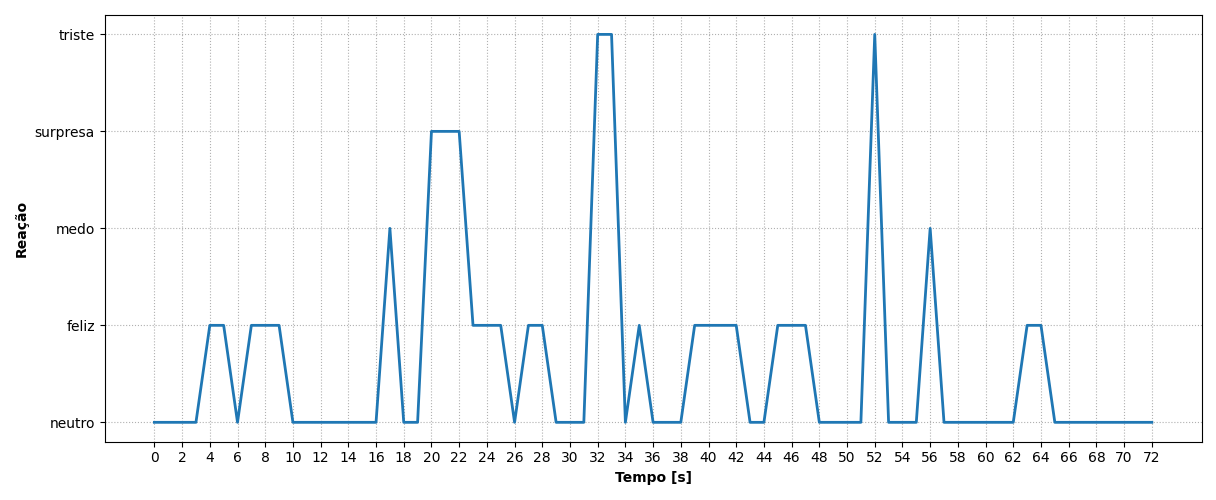 triste
surpresa
medo
feliz
neutro
Reação
0 2 4 6 8 10 12 14 16 18 20 22 24 26 28 30 32 34 36 38 40 42 44 46 48 50 52 54 56 58 60 62 64 66 68 70 72
Tempo [s]